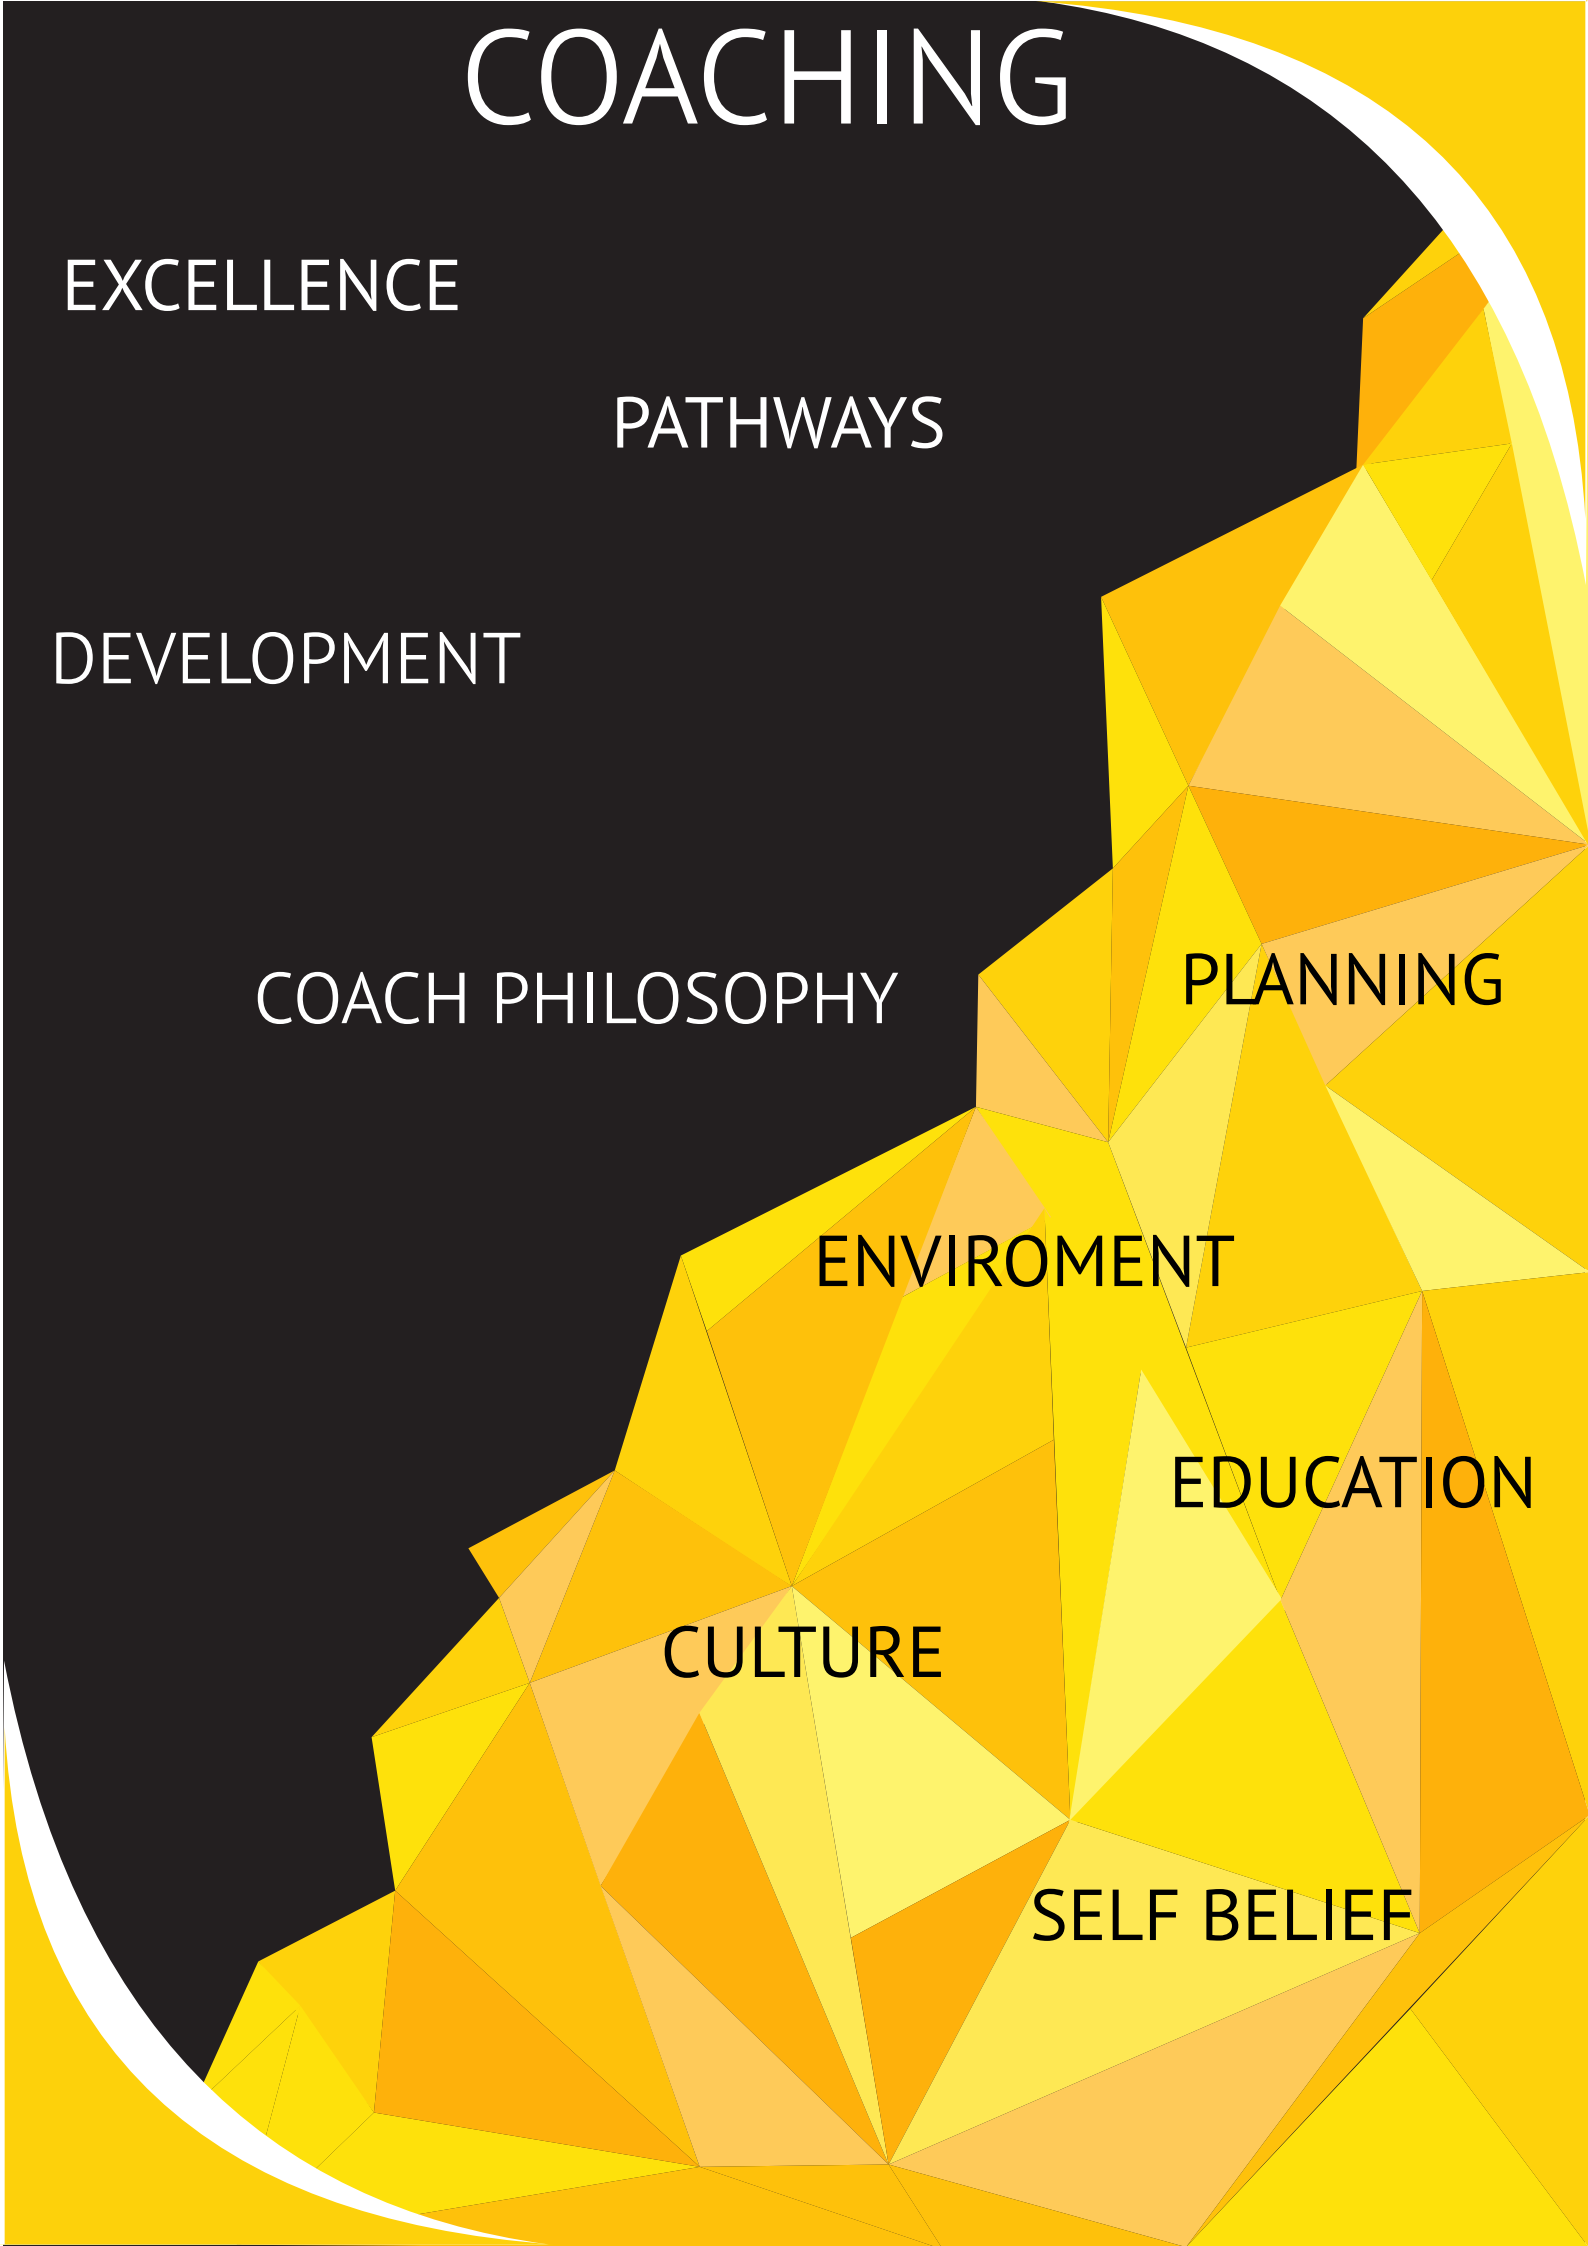 COACHING
EXCELLENCE
PATHWAYS
DEVELOPMENT
COACH PHILOSOPHY
PLANNING
ENVIROMENT
EDUCATION
CULTURE
SELF BELIEF